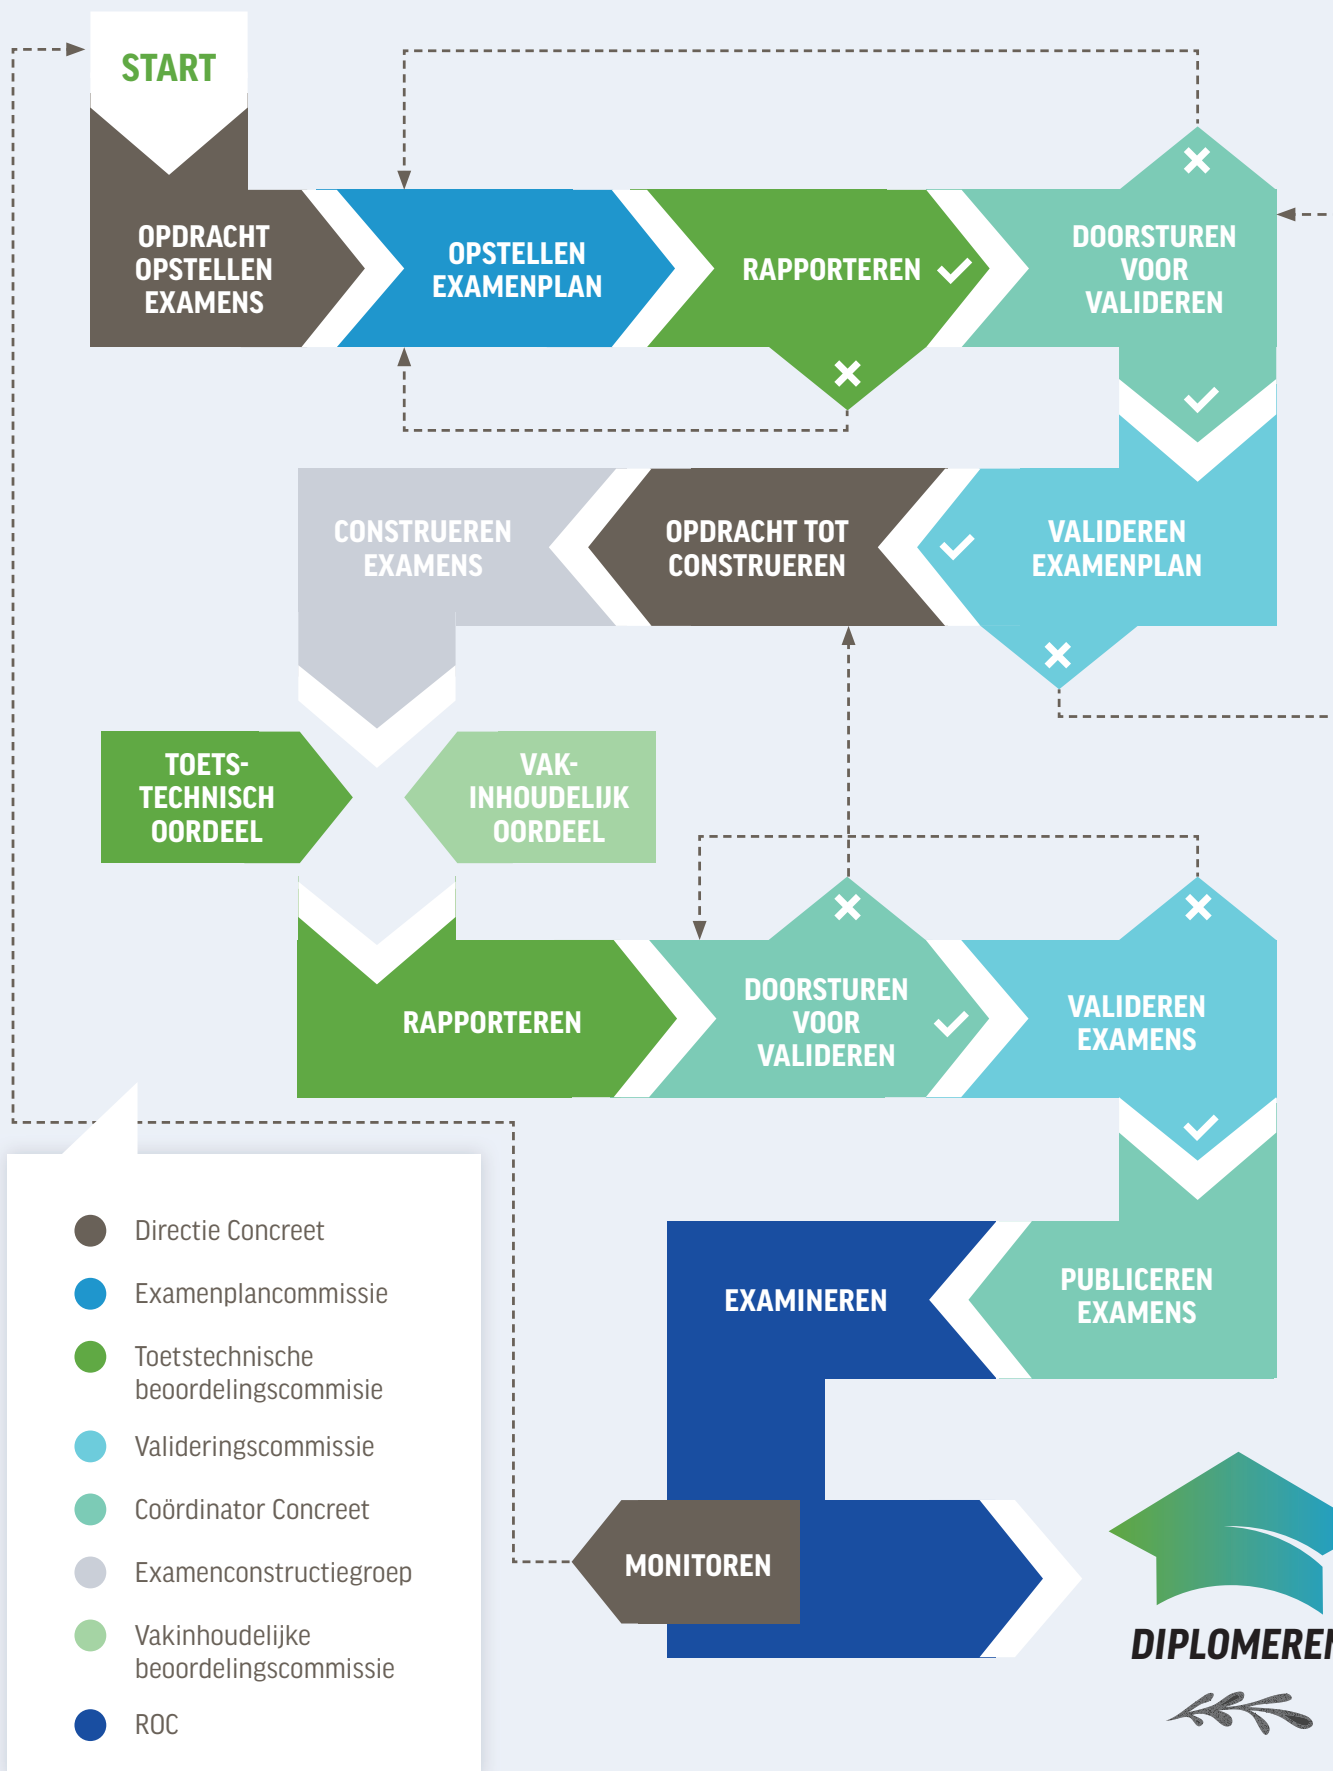 START
OPDRACHT
OPSTELLEN
EXAMENS
OPSTELLEN
EXAMENPLAN
RAPPORTEREN
DOORSTUREN
VOOR
VALIDEREN
CONSTRUEREN
EXAMENS
OPDRACHT TOT
CONSTRUEREN
VALIDEREN
EXAMENPLAN
TOETS-
TECHNISCH
OORDEEL
VAK-
INHOUDELIJK
OORDEEL
RAPPORTEREN
DOORSTUREN
VOOR
VALIDEREN
VALIDEREN
EXAMENS
EXAMINEREN
PUBLICEREN
EXAMENS
MONITOREN
DIPLOMEREN
Directie Concreet
Examenplancommissie
Toetstechnische
beoordelingscommisie
Valideringscommissie
Coördinator Concreet
Examenconstructiegroep
Vakinhoudelijke
beoordelingscommissie
ROC